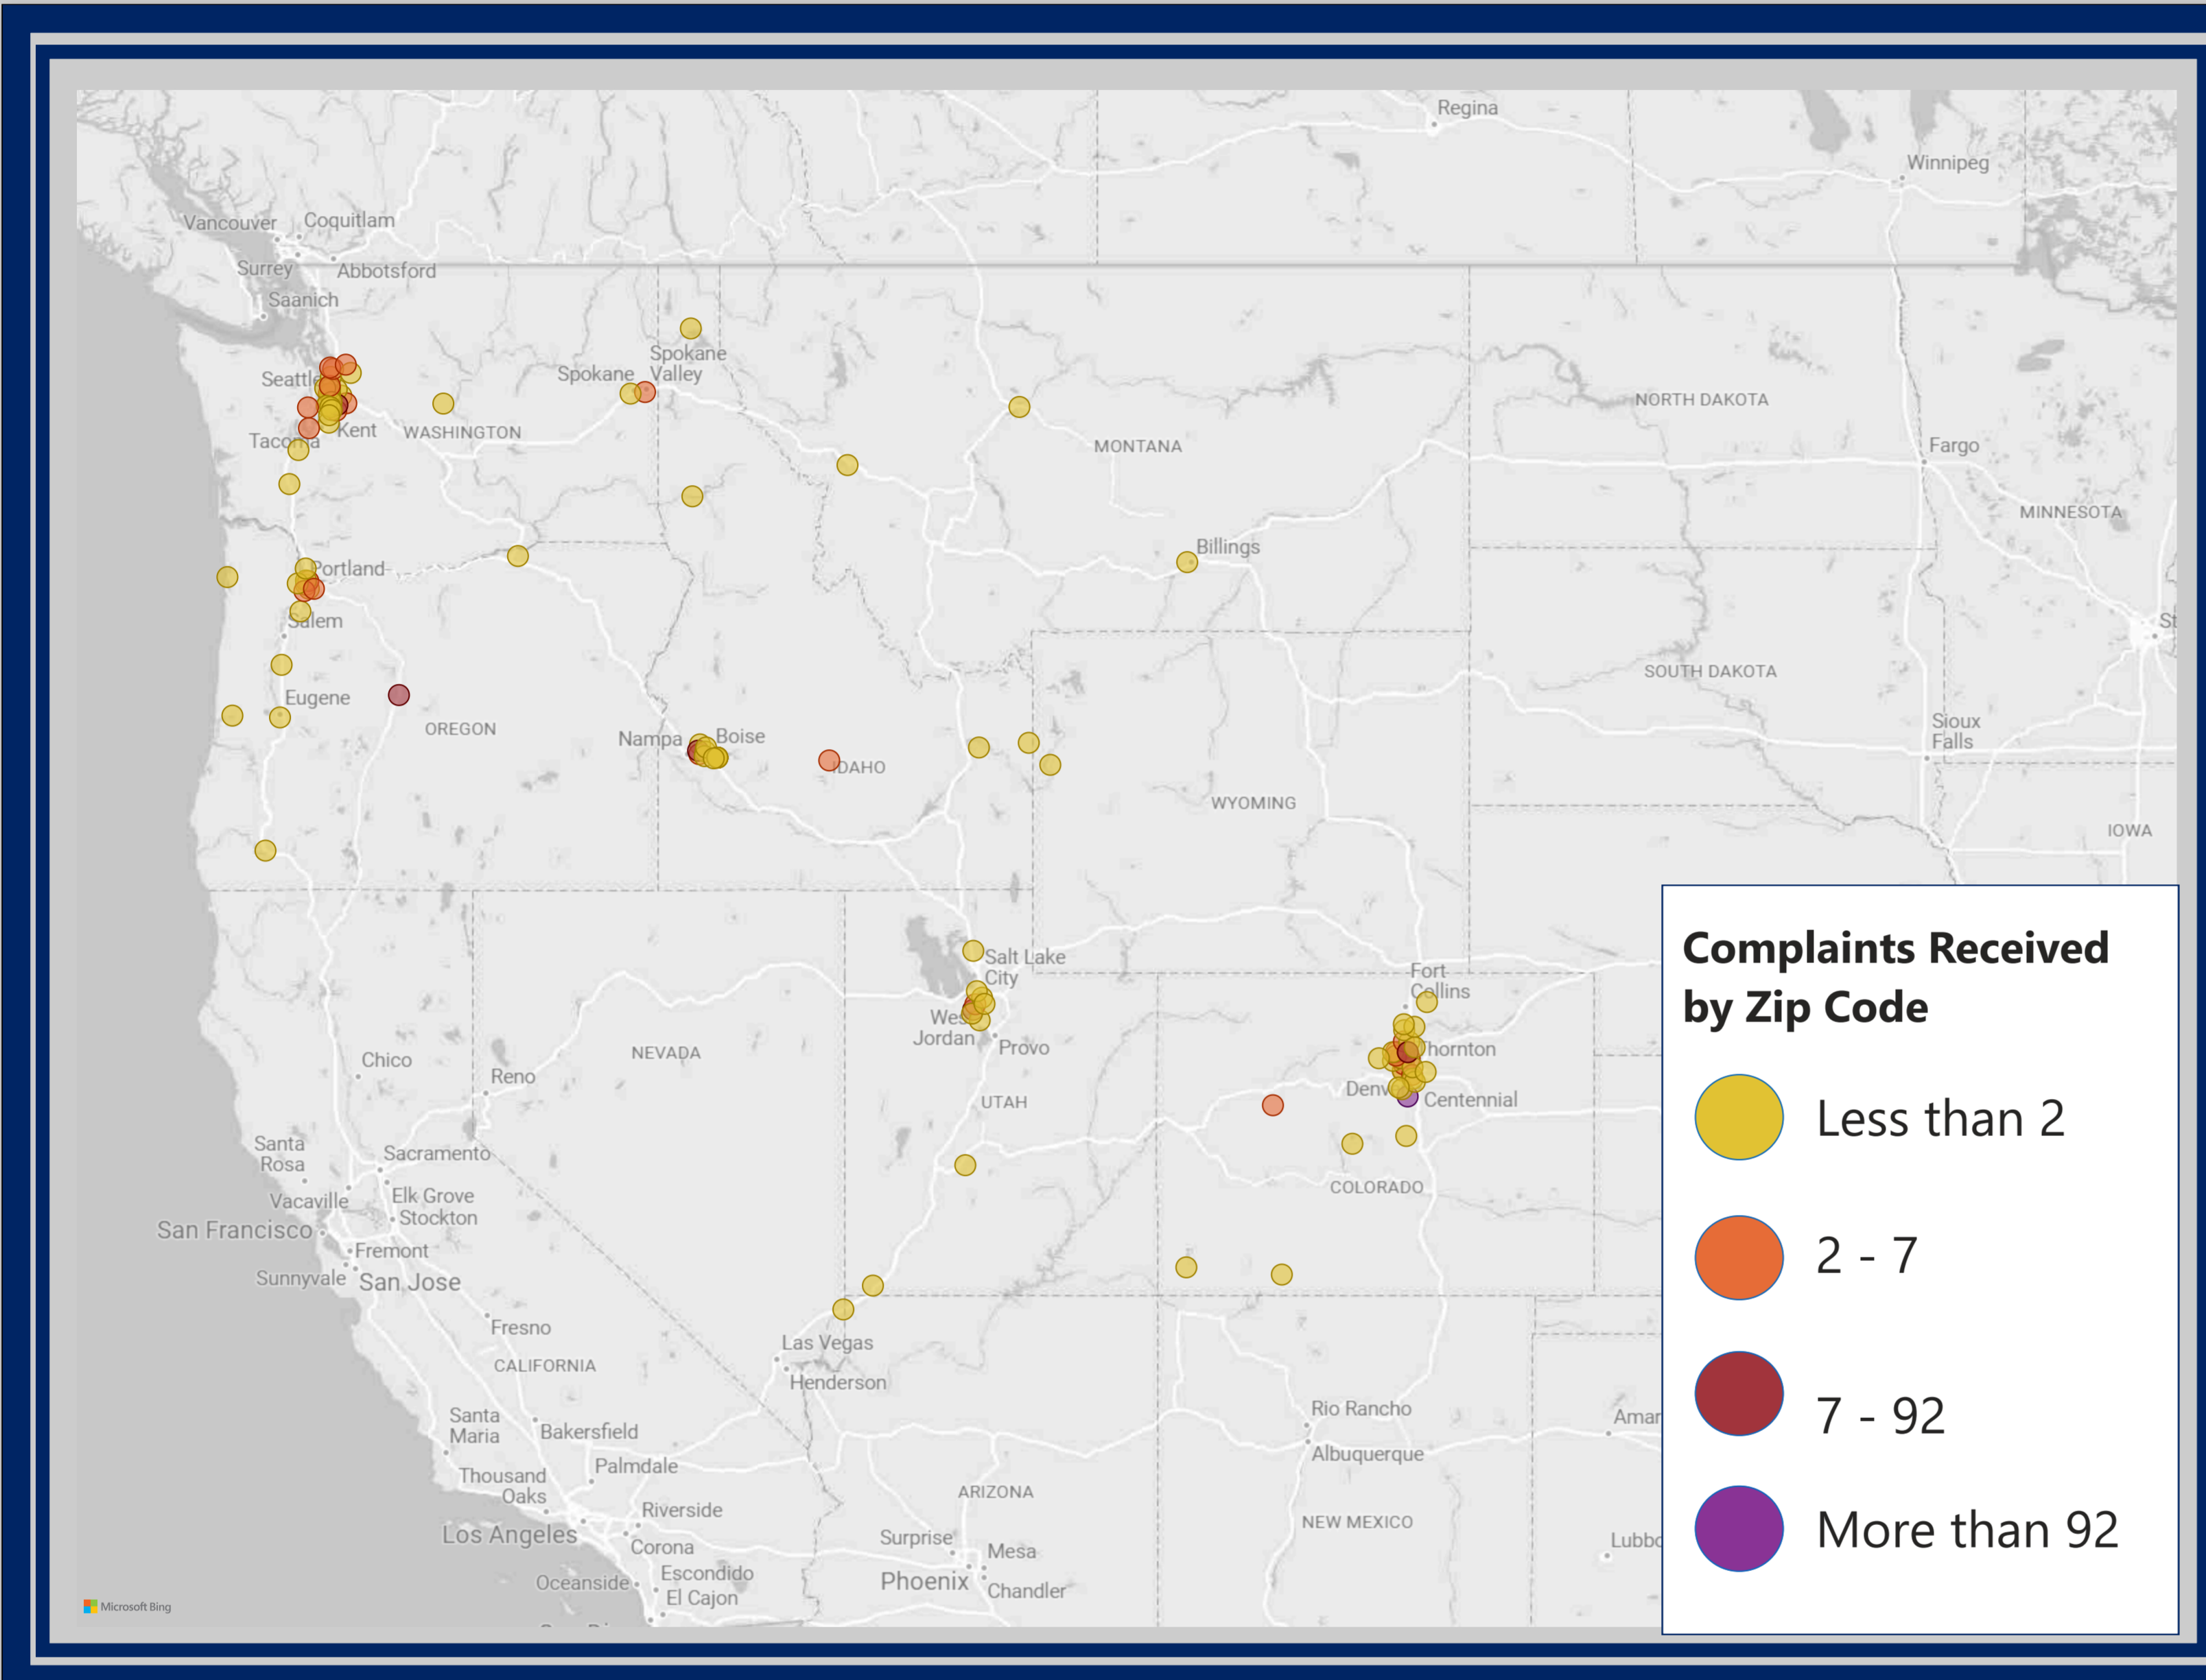 Regina
Winnipeg
Vancouver
Coquitlam
Surrey
Abbotsford
Saanich
Spokane
Valley
Spokane
Seattle
Kent
Tacoma
WASHINGTON
MONTANA
NORTH DAKOTA
Fargo
MINNESOTA
Billings
Portland
Salem
SOUTH DAKOTA
Eugene
OREGON
Nampa
Boise
IDAHO
Sioux
Falls
WYOMING
IOWA
Salt Lake
City
Fort
Collins
Jordan
Provo
Thornton
NEVADA
Chico
Reno
UTAH
Centennial
Santa
Rosa
Sacramento
Vacaville
Elk Grove
Stockton
COLORADO
San Francisco
Fremont
Sunnyvale
San Jose
Fresno
Las Vegas
CALIFORNIA
Henderson
Santa
Maria
Bakersfield
Rio Rancho
Albuquerque
Amar
Palmdale
Thousand
Oaks
ARIZONA
Riverside
Los Angeles
NEW MEXICO
Surprise
Corona
Mesa
Lubbo
Oceanside
Escondido
El Cajon
Phoenix
Chandler
Microsoft Bing
Complaints Received
by Zip Code
Less than 2
2 - 7
7 - 92
More than 92